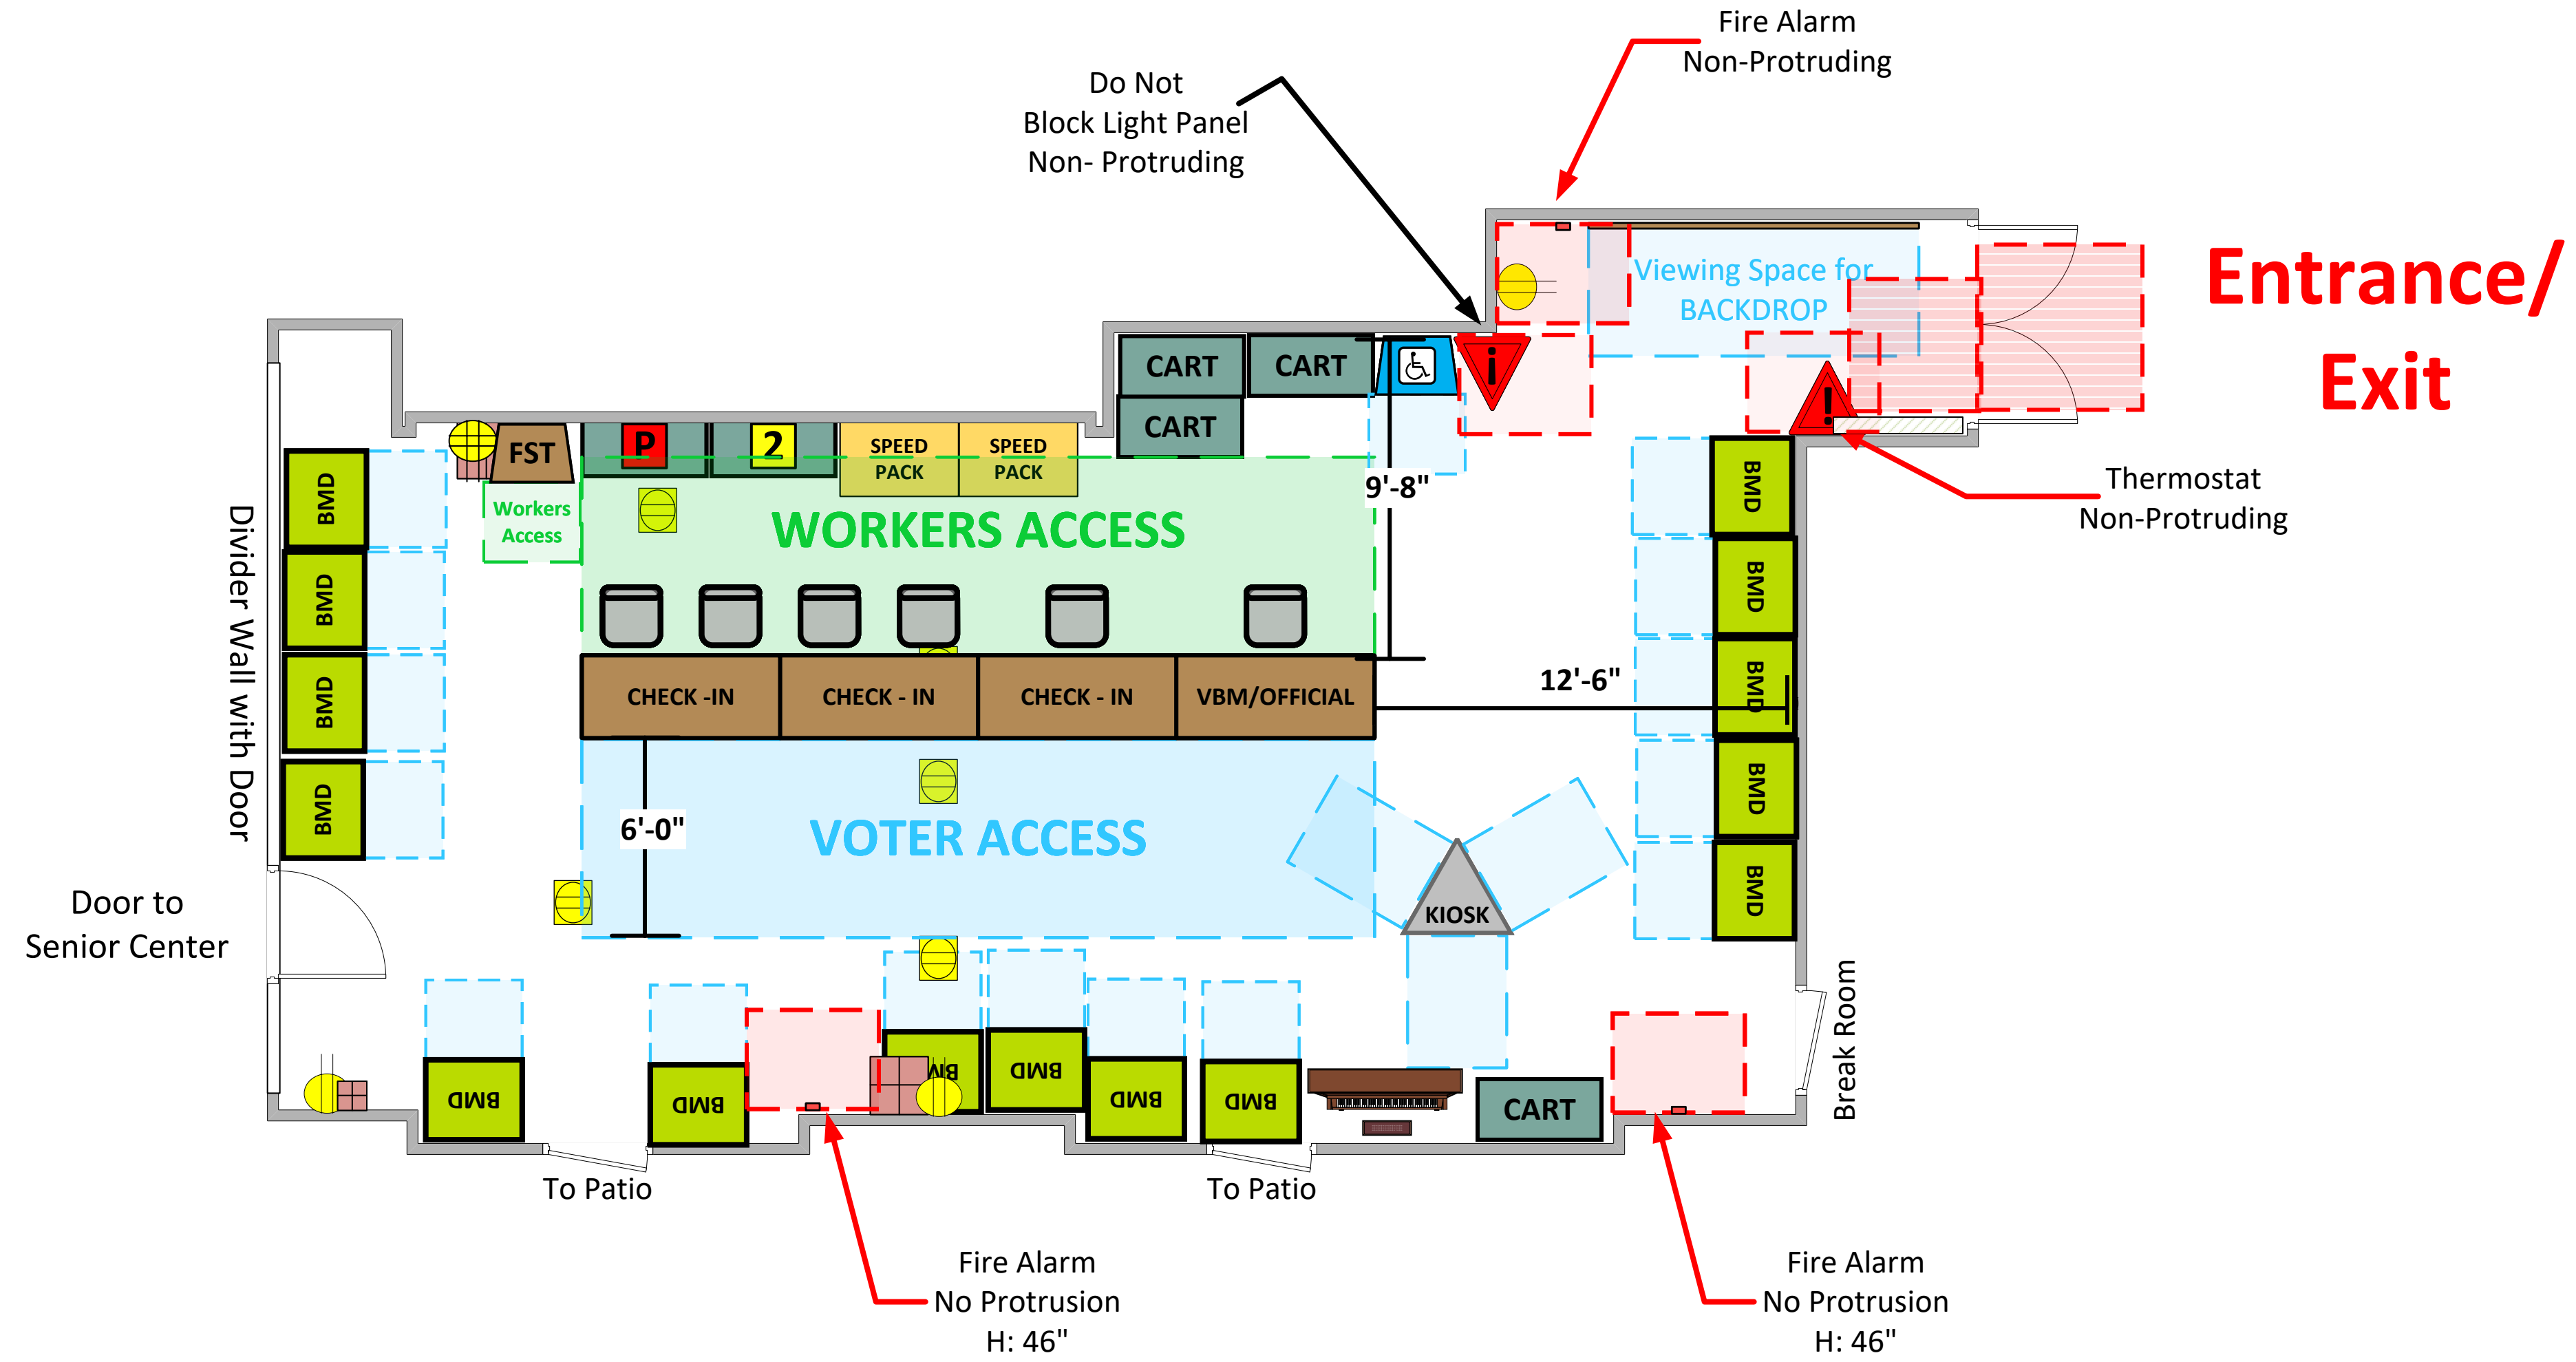 Fire Alarm
Non-Protruding
Do Not
Block Light Panel
Non- Protruding
Entrance/
Exit
Viewing Space for
BACKDROP
CART
CART
CART
!
!
FST
P
2
SPEED
PACK
SPEED
PACK
Workers
Access
WORKERS ACCESS
9'-8"
Thermostat
Non-Protruding
BMD
BMD
BMD
BMD
Divider Wall with Door
BMD
BMD
BMD
BMD
BMD
CHECK -IN
CHECK - IN
CHECK - IN
VBM/OFFICIAL
12'-6"
6'-0"
VOTER ACCESS
KIOSK
Door to
Senior Center
BMD
BMD
BMD
BMD
BMD
BMD
CART
Break Room
To Patio
To Patio
Fire Alarm
No Protrusion
H: 46"
Fire Alarm
No Protrusion
H: 46"